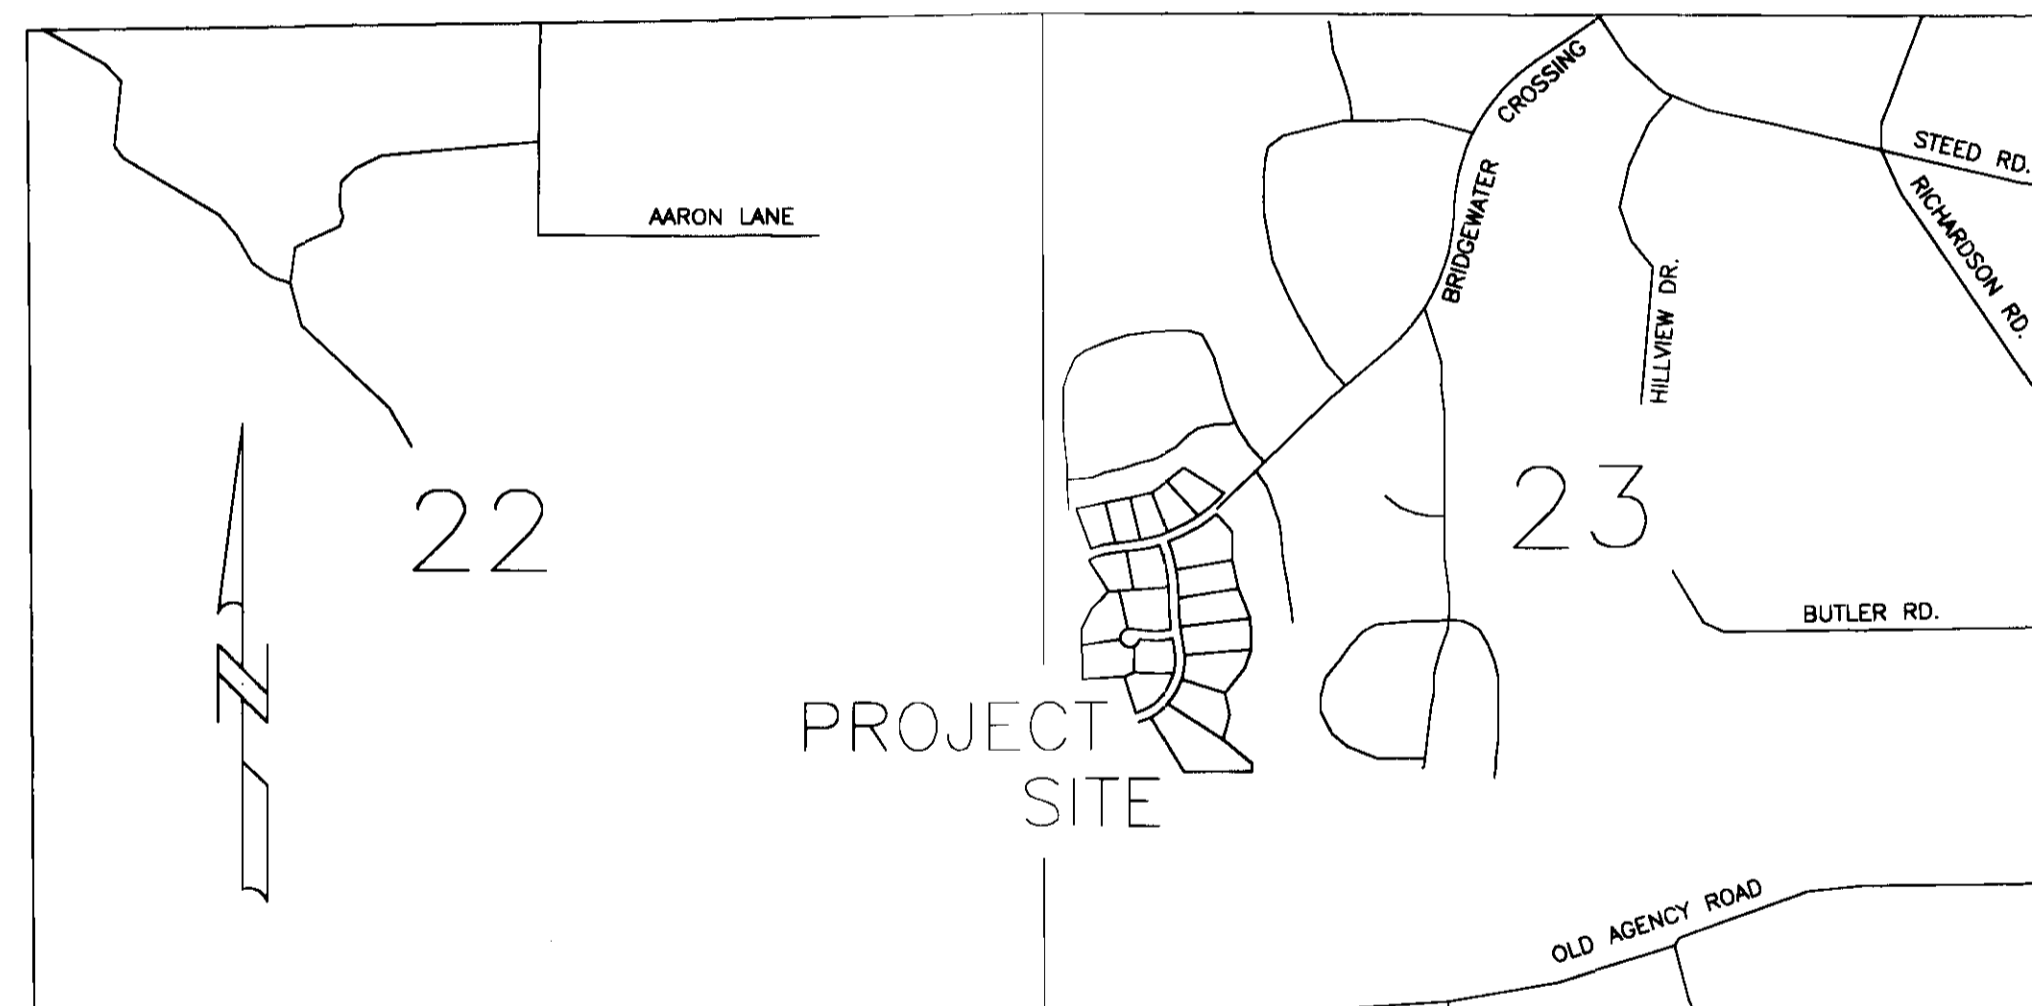 CROSSING
STEED RD.
AARON LANE
BRIDGEWATER
RICHARDSON RD.
HILLVIEW DR.
22
23
BUTLER RD.
N
PROJECT
SITE
OLD AGENCY ROAD